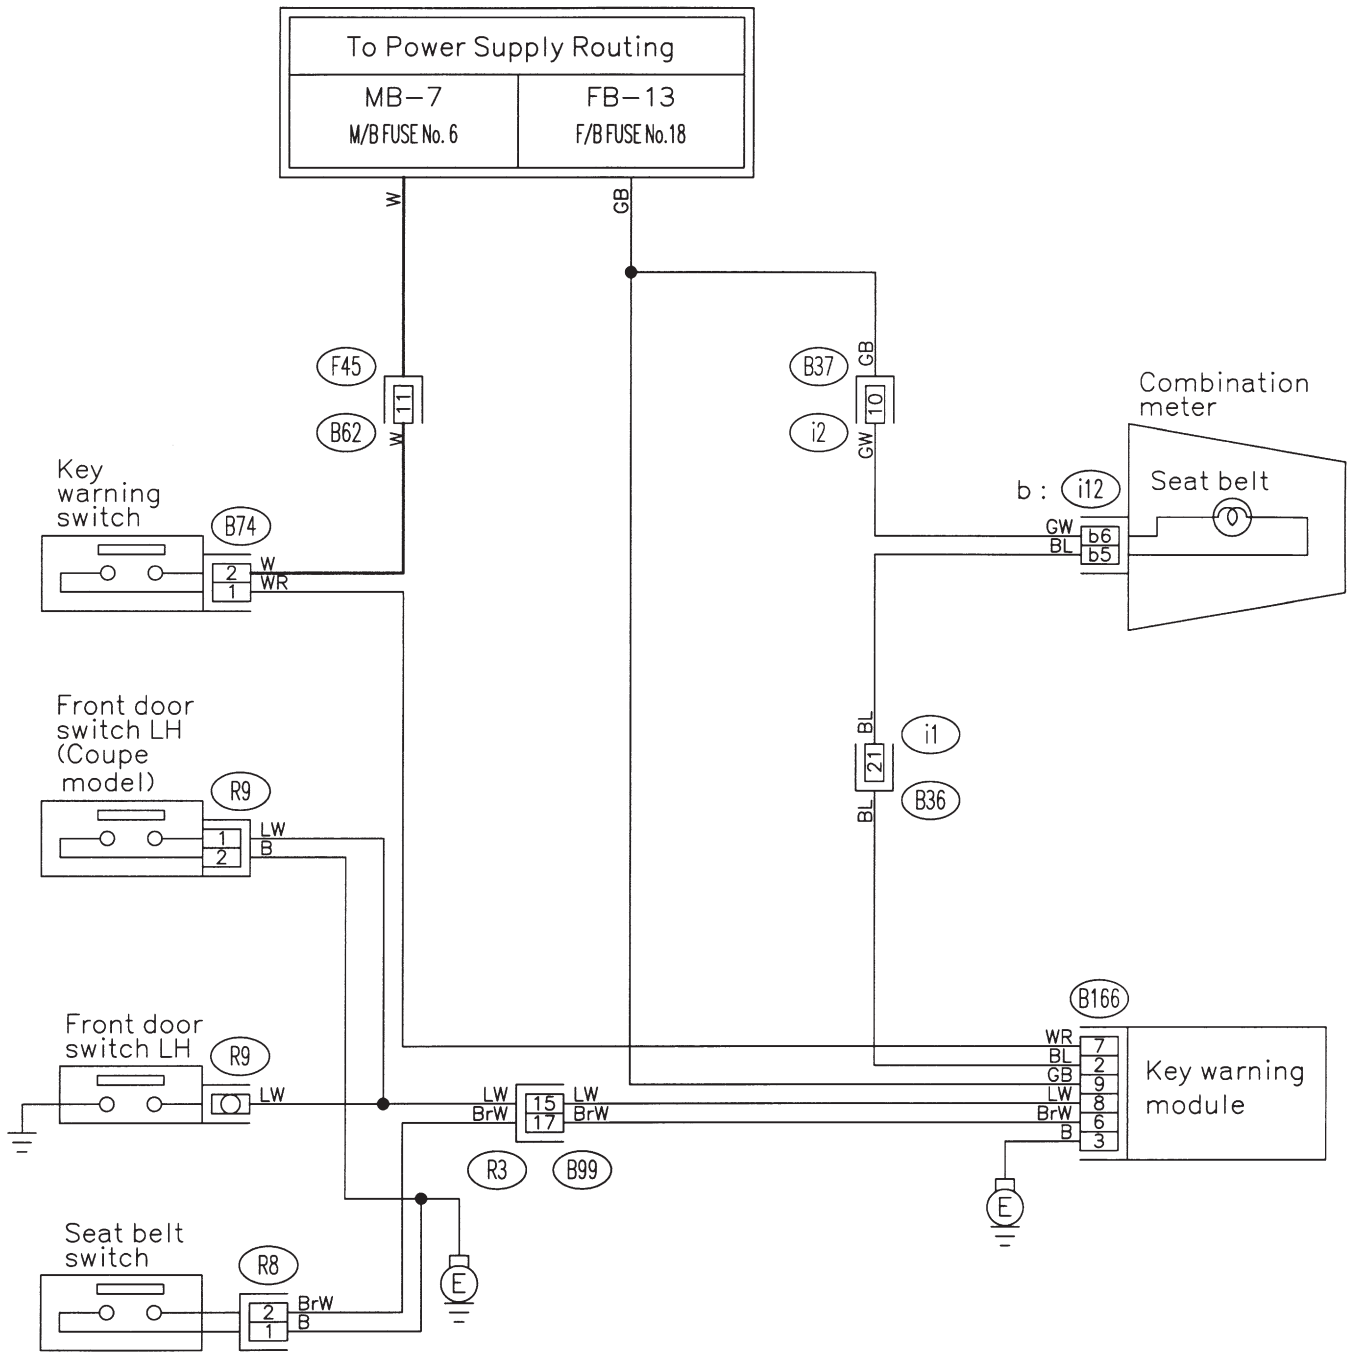 To Power Supply Routing
MB-7
M/B FUSE No. 6
FB-13
F/B FUSE No.18
W
GB
F45
11
B62
W
B37
GB
10
i2
GW
Combination
meter
Seat belt
b : i12
GW
BL
b6
b5
Key
warning
switch
B74
2
1
W
WR
Front door
switch LH
(Coupe
model)
R9
1
2
LW
B
BL
i1
21
BL
B36
Front door
switch LH
R9
LW
LW
BrW
15
17
LW
BrW
R3
B99
B166
WR
BL
GB
LW
BrW
B
7
2
9
8
6
3
Key warning
module
E
Seat belt
switch
R8
2
1
BrW
B
E